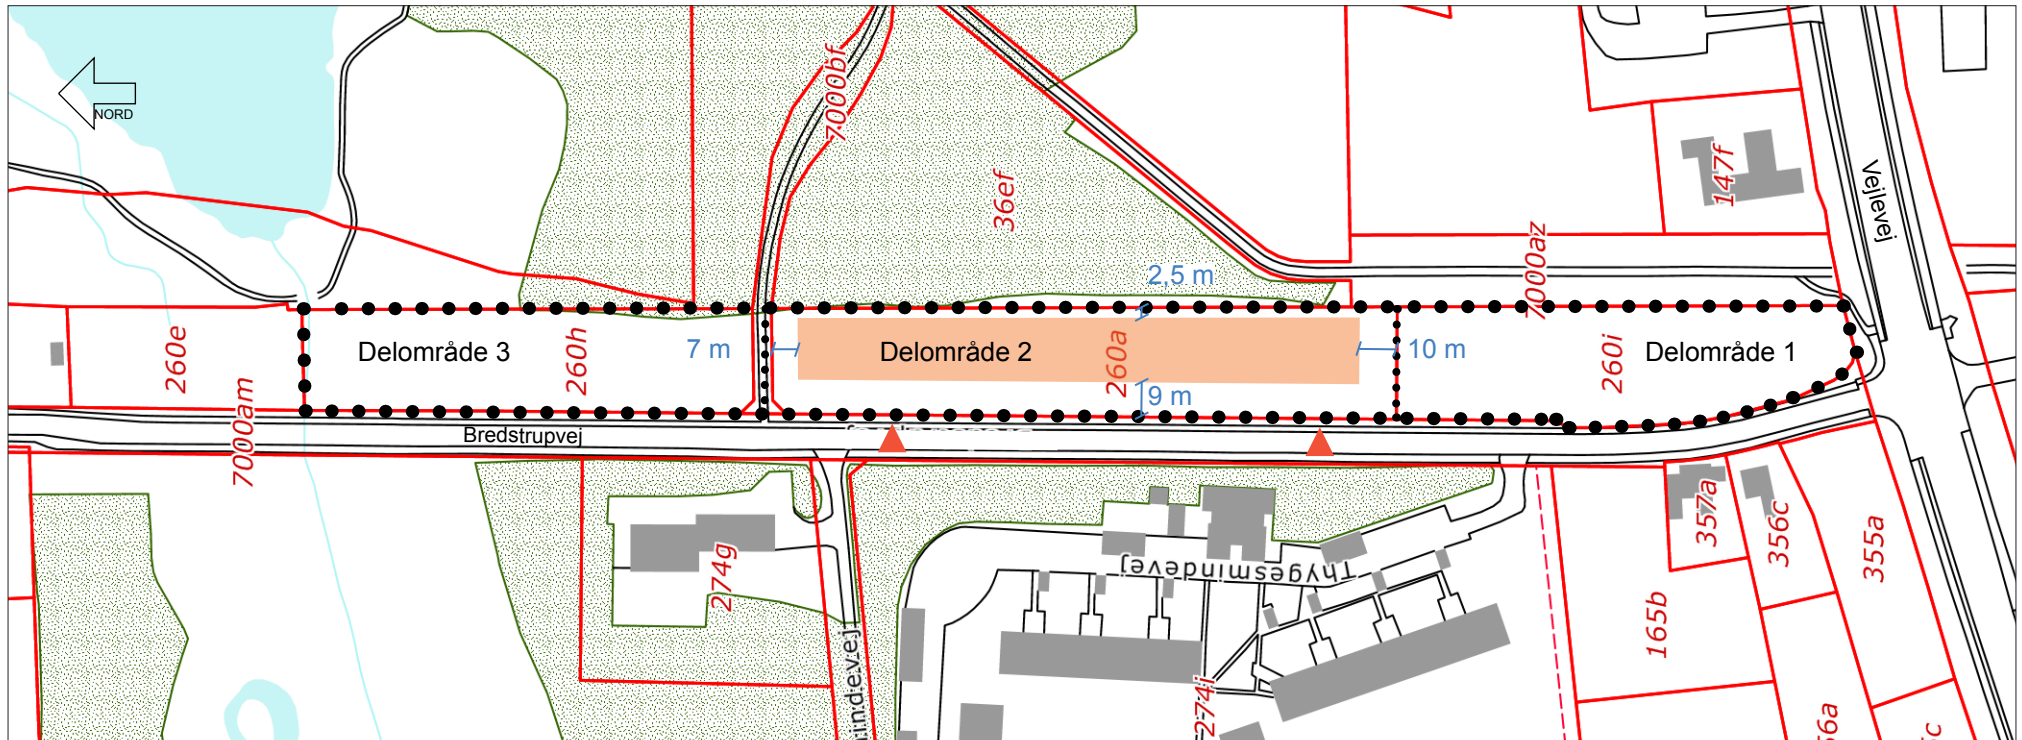 NORD
7000bf
36ef
147f
Vejlevej
7000az
2,5 m
260e
Delområde 3
260h
7 m
Delområde 2
260a
10 m
260i
Delområde 1
9 m
7000am
Bredstrupvej
274g
Thygesmindevej
357a
356c
355a
165b
274i